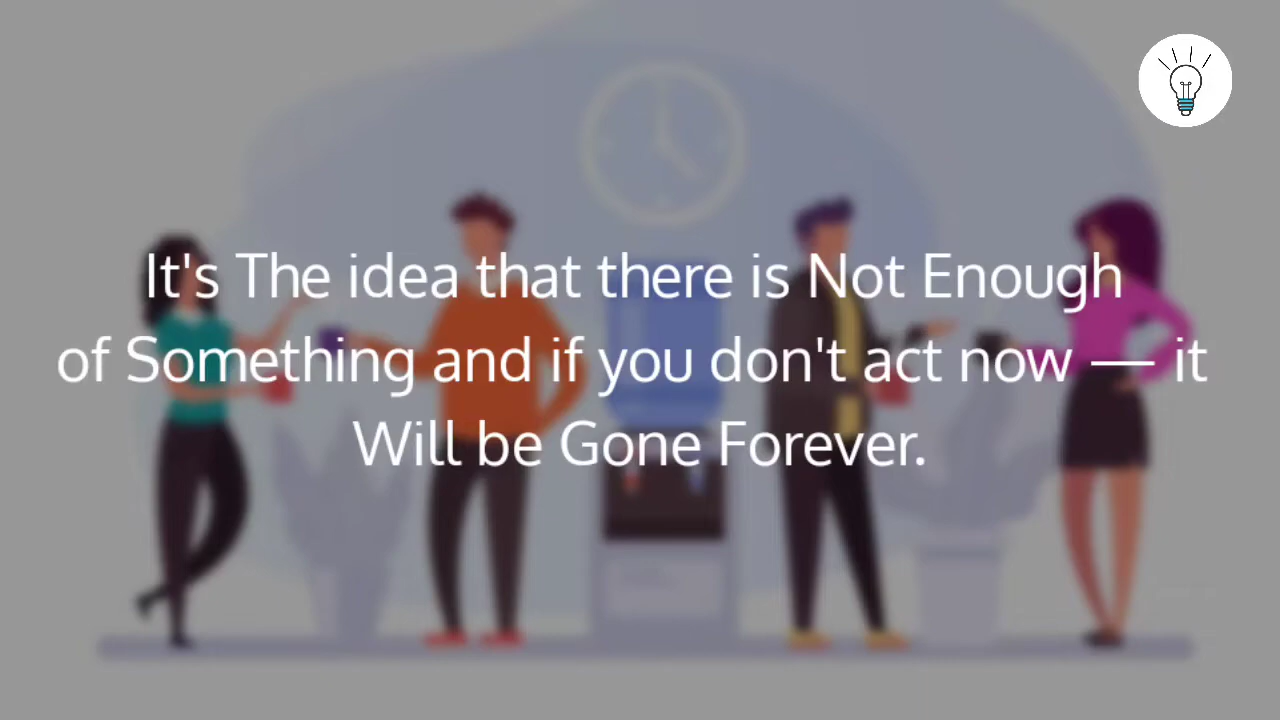 It's The idea that there is Not Enough
of Something and if you don't act now — it
Will be Gone Forever.